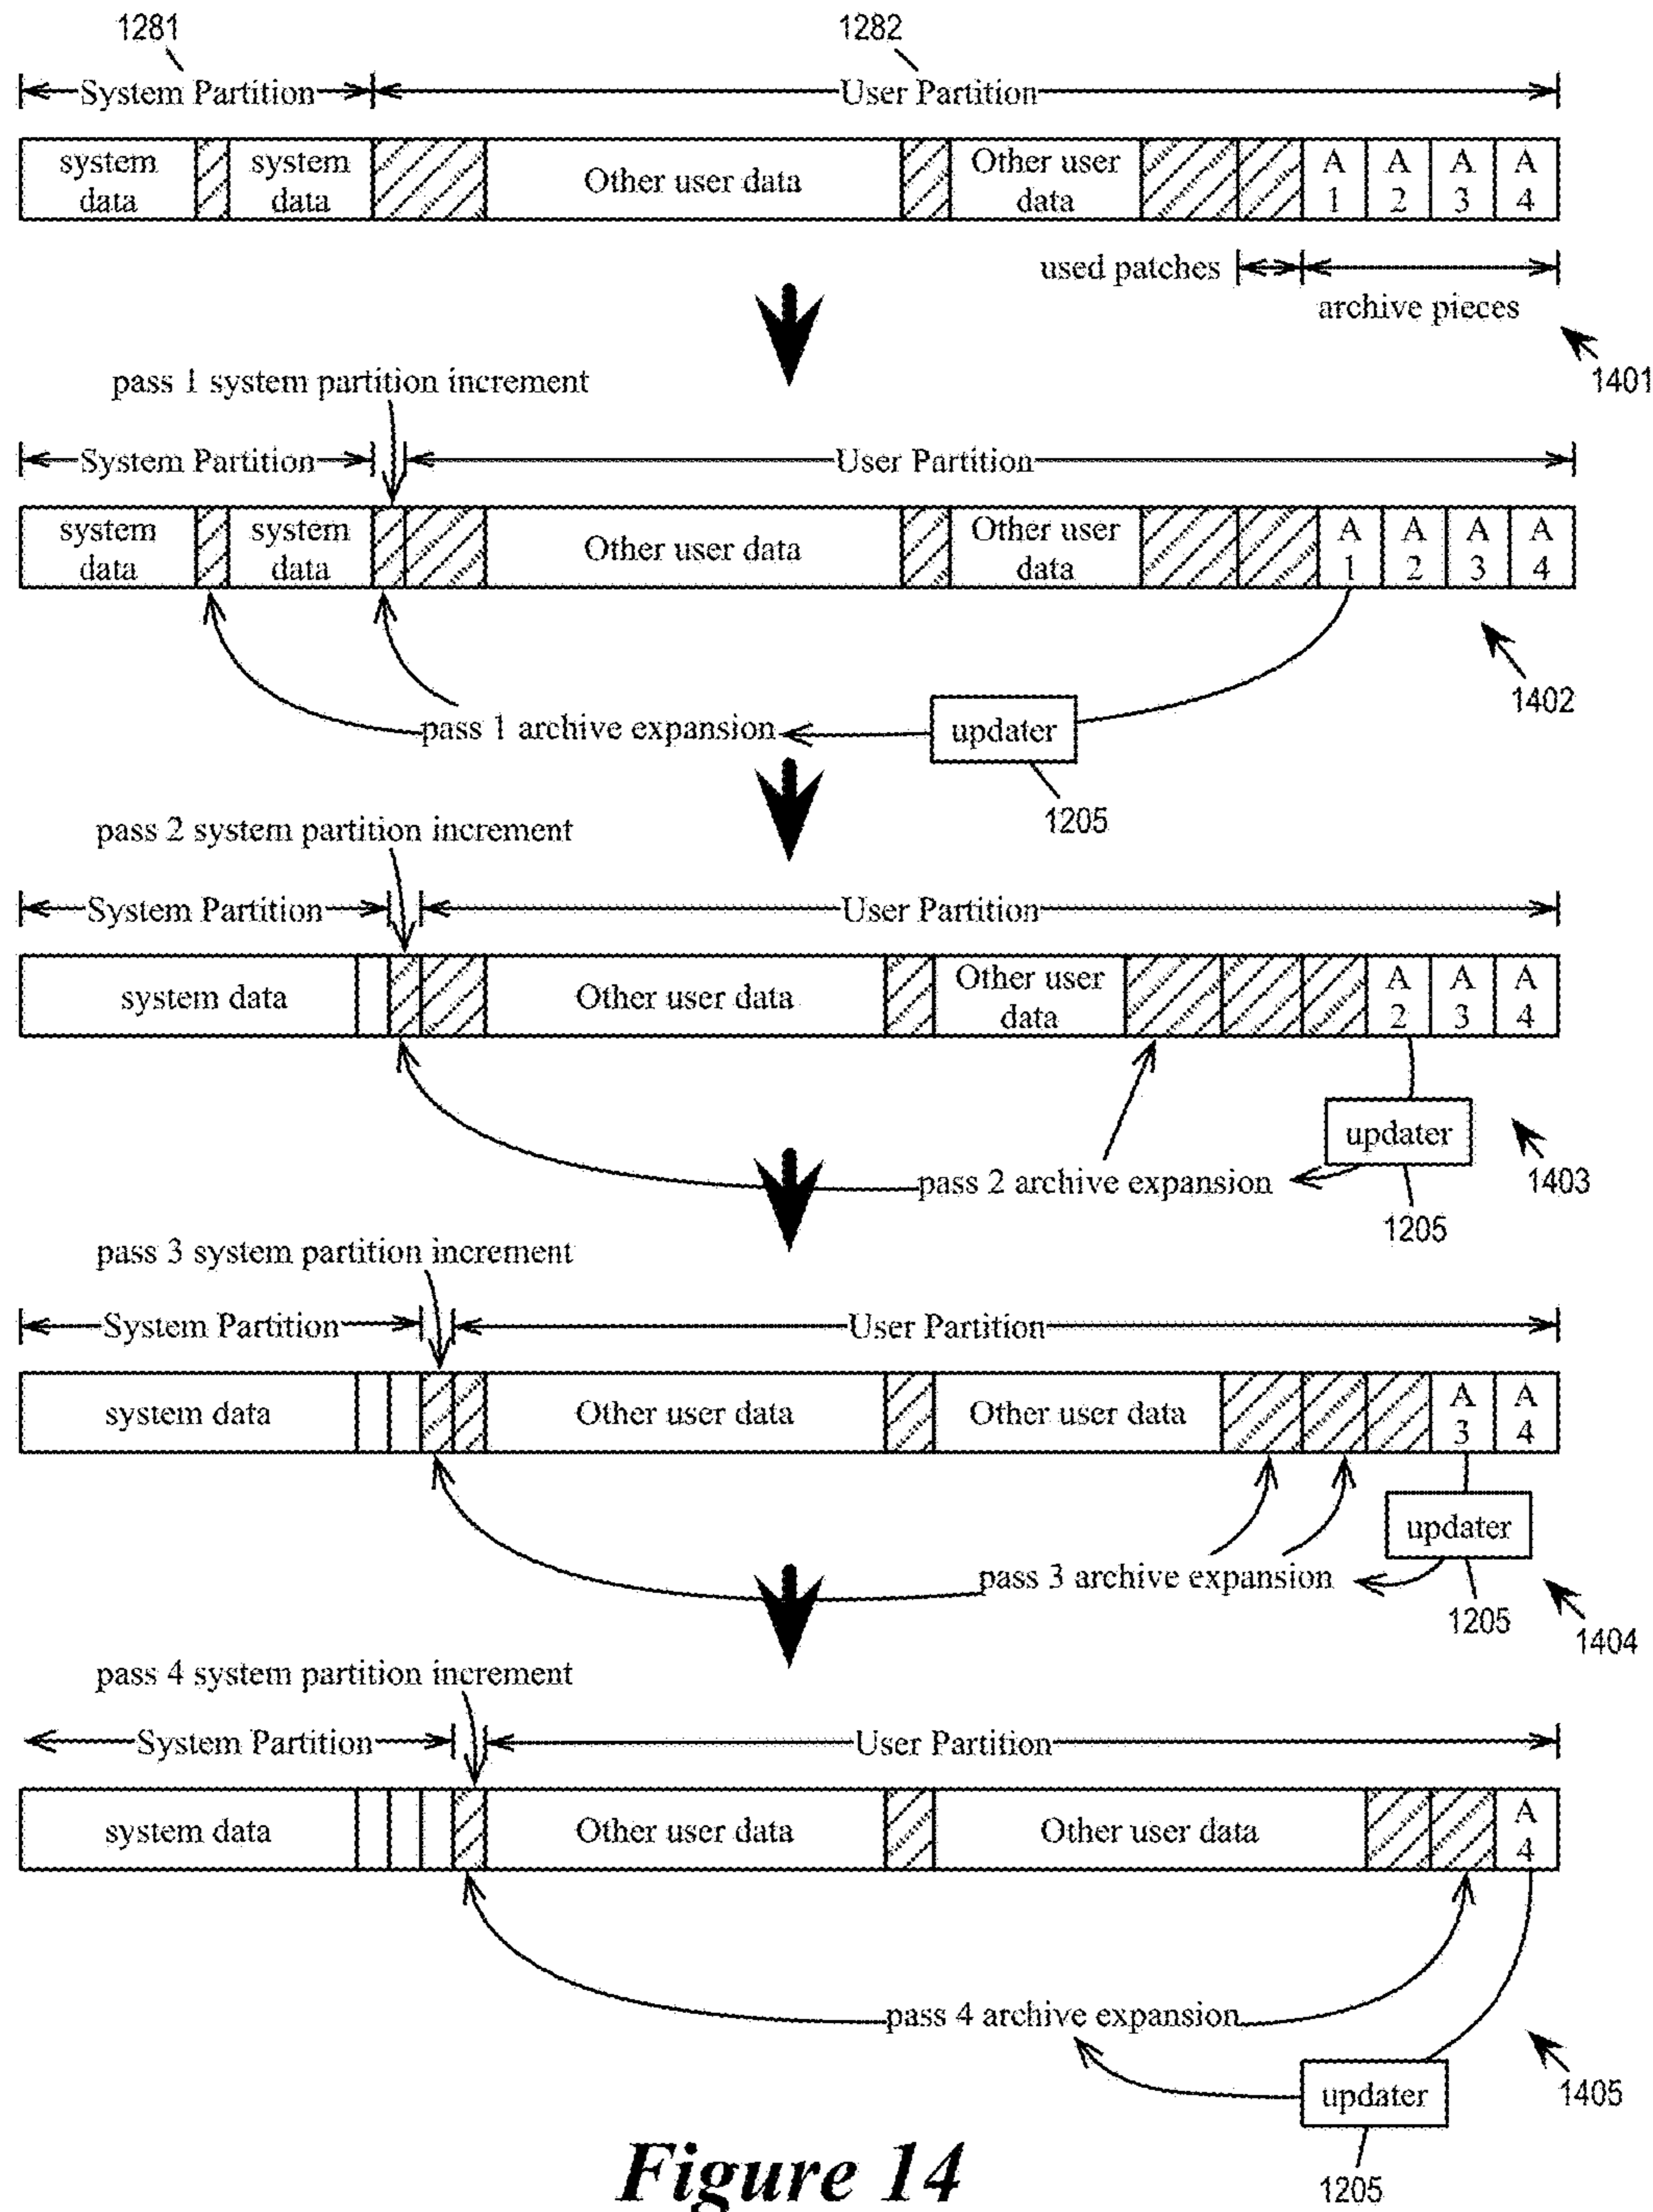 1281
1282
System Partition
User Partition
system
data
system
data
Other user data
Other user
data
A
1
A
2
A
3
A
4
used patches
archive pieces
1401
pass 1 system partition increment
System Partition
User Partition
system
data
system
data
Other user data
Other user
data
A
1
A
2
A
3
A
4
1402
pass 1 archive expansion
updater
1205
pass 2 system partition increment
System Partition
User Partition
system data
Other user data
Other user
data
A
2
A
3
A
4
updater
1403
pass 2 archive expansion
1205
pass 3 system partition increment
System Partition
User Partition
system data
Other user data
Other user data
A
3
A
4
updater
pass 3 archive expansion
1205
1404
pass 4 system partition increment
System Partition
User Partition
system data
Other user data
Other user data
A
4
pass 4 archive expansion
updater
1405
1205
Figure 14